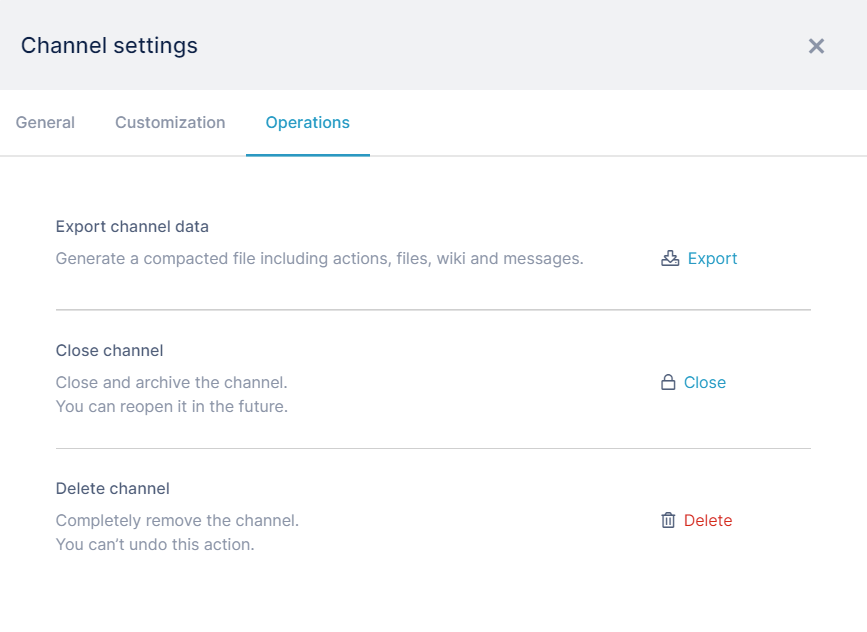 Channel settings
General Customization Operations
Export channel data
Generate a compacted file including actions, files, wiki and messages.
Export
Close channel
Close and archive the channel.
You can reopen it in the future.
Close
Delete channel
Completely remove the channel.
You can’t undo this action.
Delete